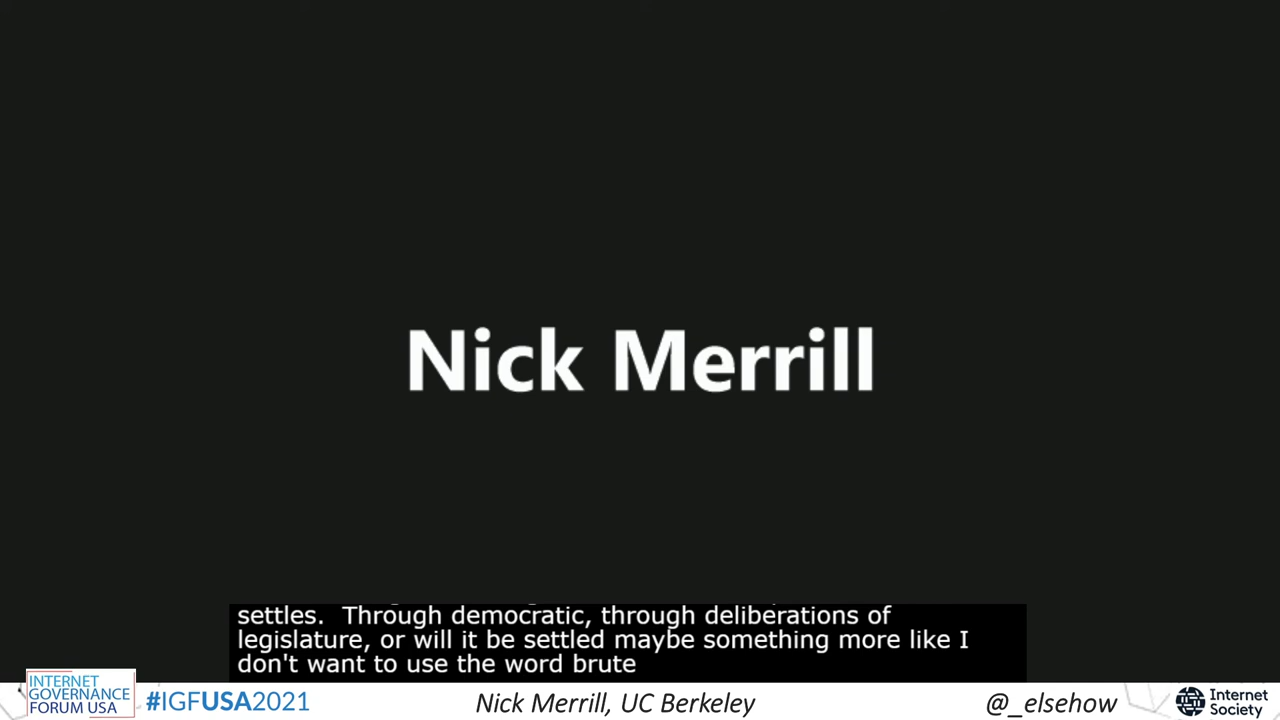 Nick Merrill
settles.  Through democratic, through deliberations of
legislature, or will it be settled maybe something more like I
don't want to use the word brute
INTERNET
GOVERNANCE
FORUM USA
#IGFUSA2021
Nick Merrill, UC Berkeley
@_elsehow
Internet
Society